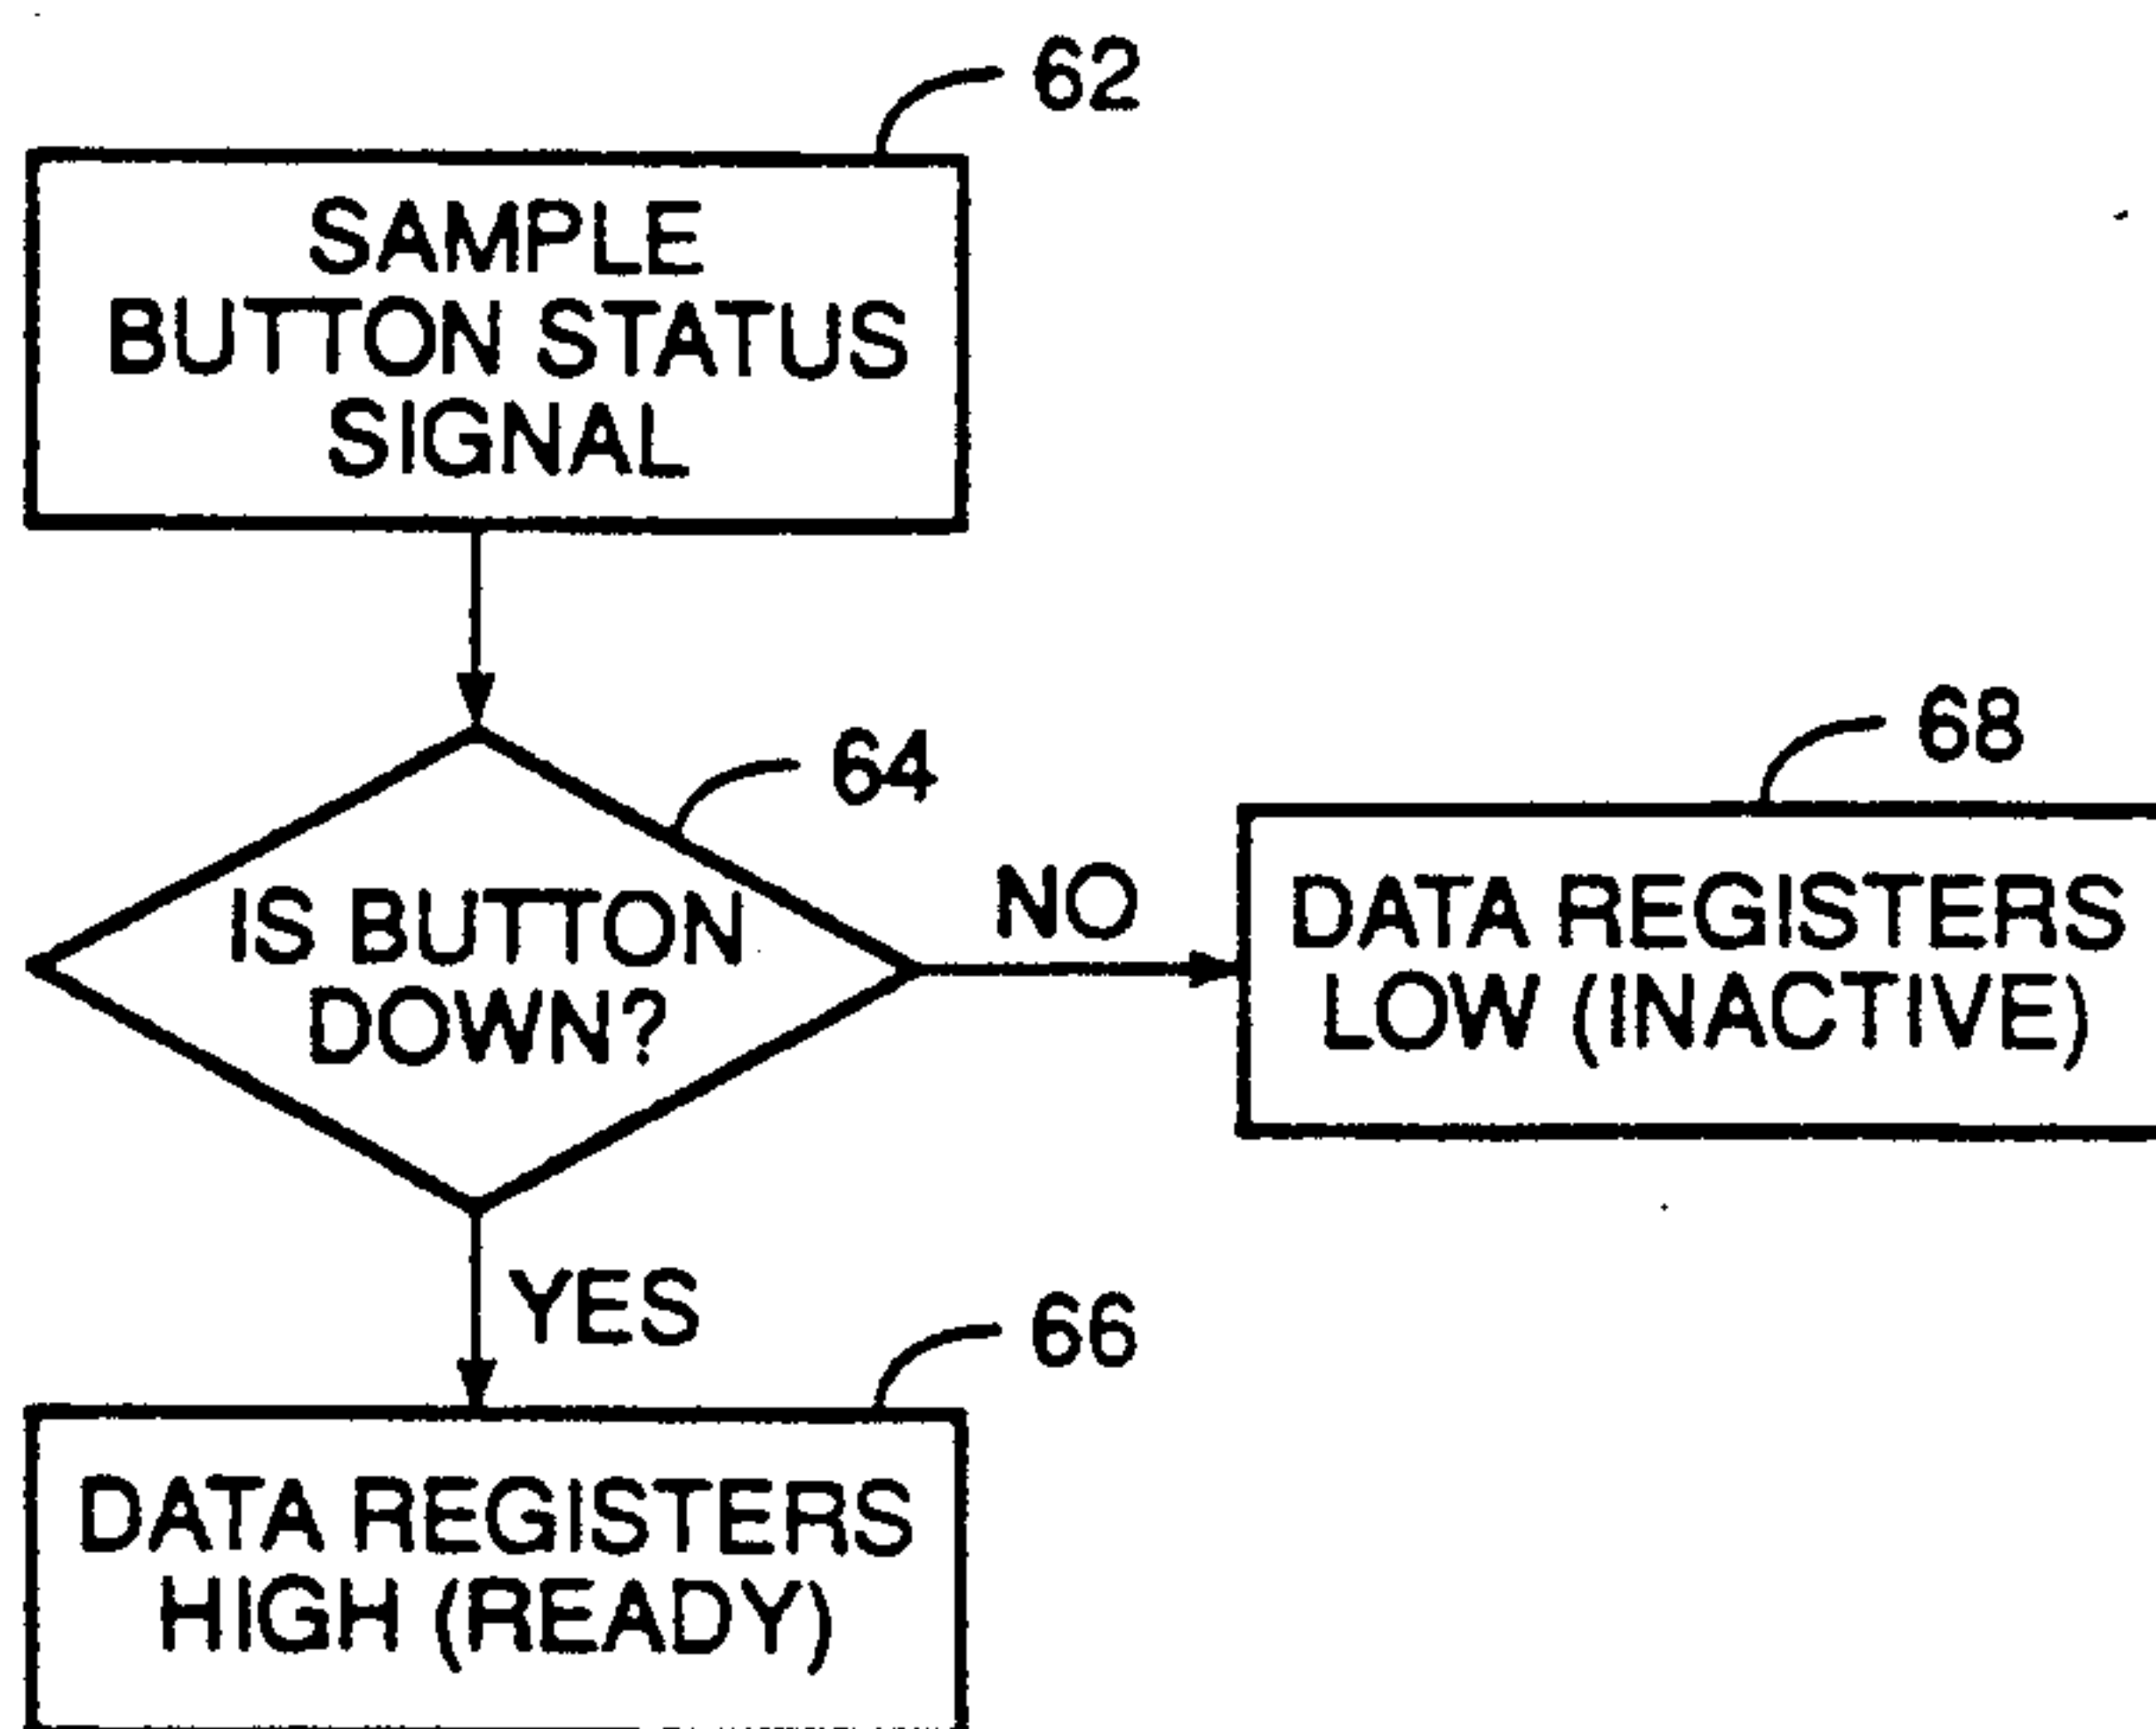 62
SAMPLE
BUTTON STATUS
SIGNAL
64
IS BUTTON
DOWN?
NO
68
DATA REGISTERS
LOW (INACTIVE)
YES
66
DATA REGISTERS
HIGH (READY)